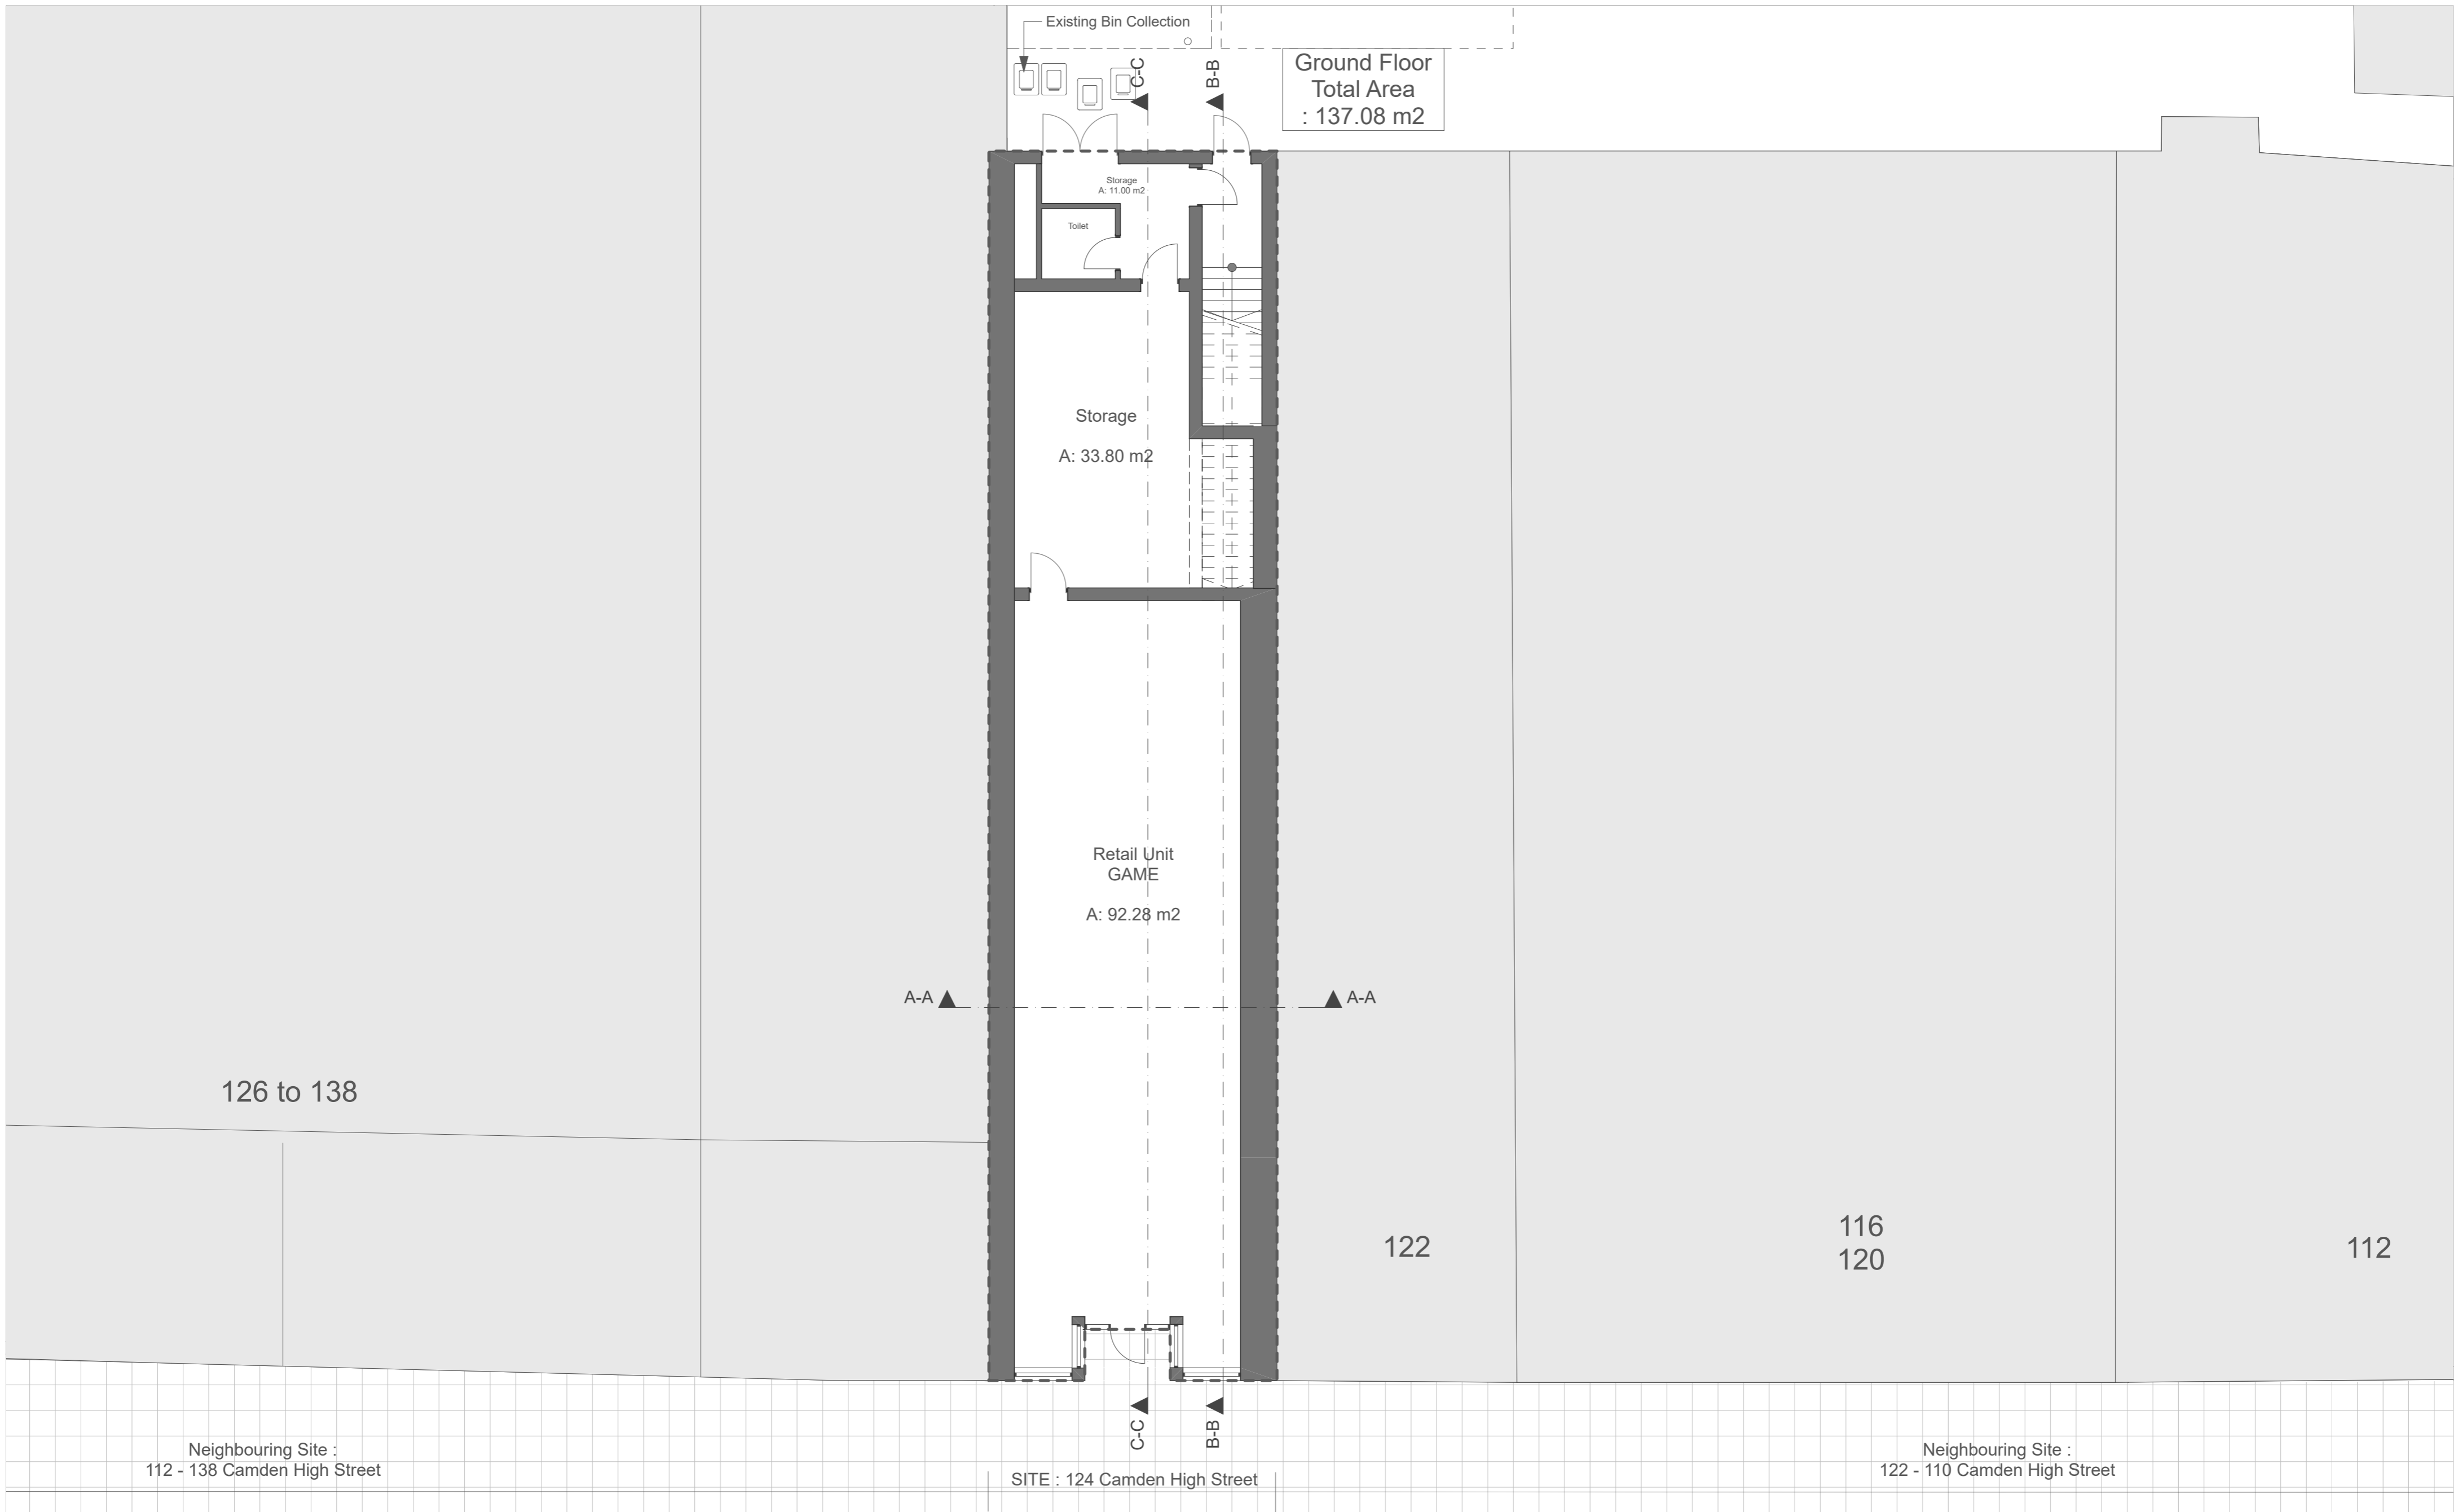 Existing Bin Collection
C-C
B-B
Ground Floor
Total Area
: 137.08 m2
Storage
A: 11.00 m2
Toilet
Storage
A: 33.80 m2
Retail Unit
GAME
A: 92.28 m2
A-A
A-A
126 to 138
122
116
120
112
C-C
B-B
Neighbouring Site :
112 - 138 Camden High Street
SITE : 124 Camden High Street
Neighbouring Site :
122 - 110 Camden High Street